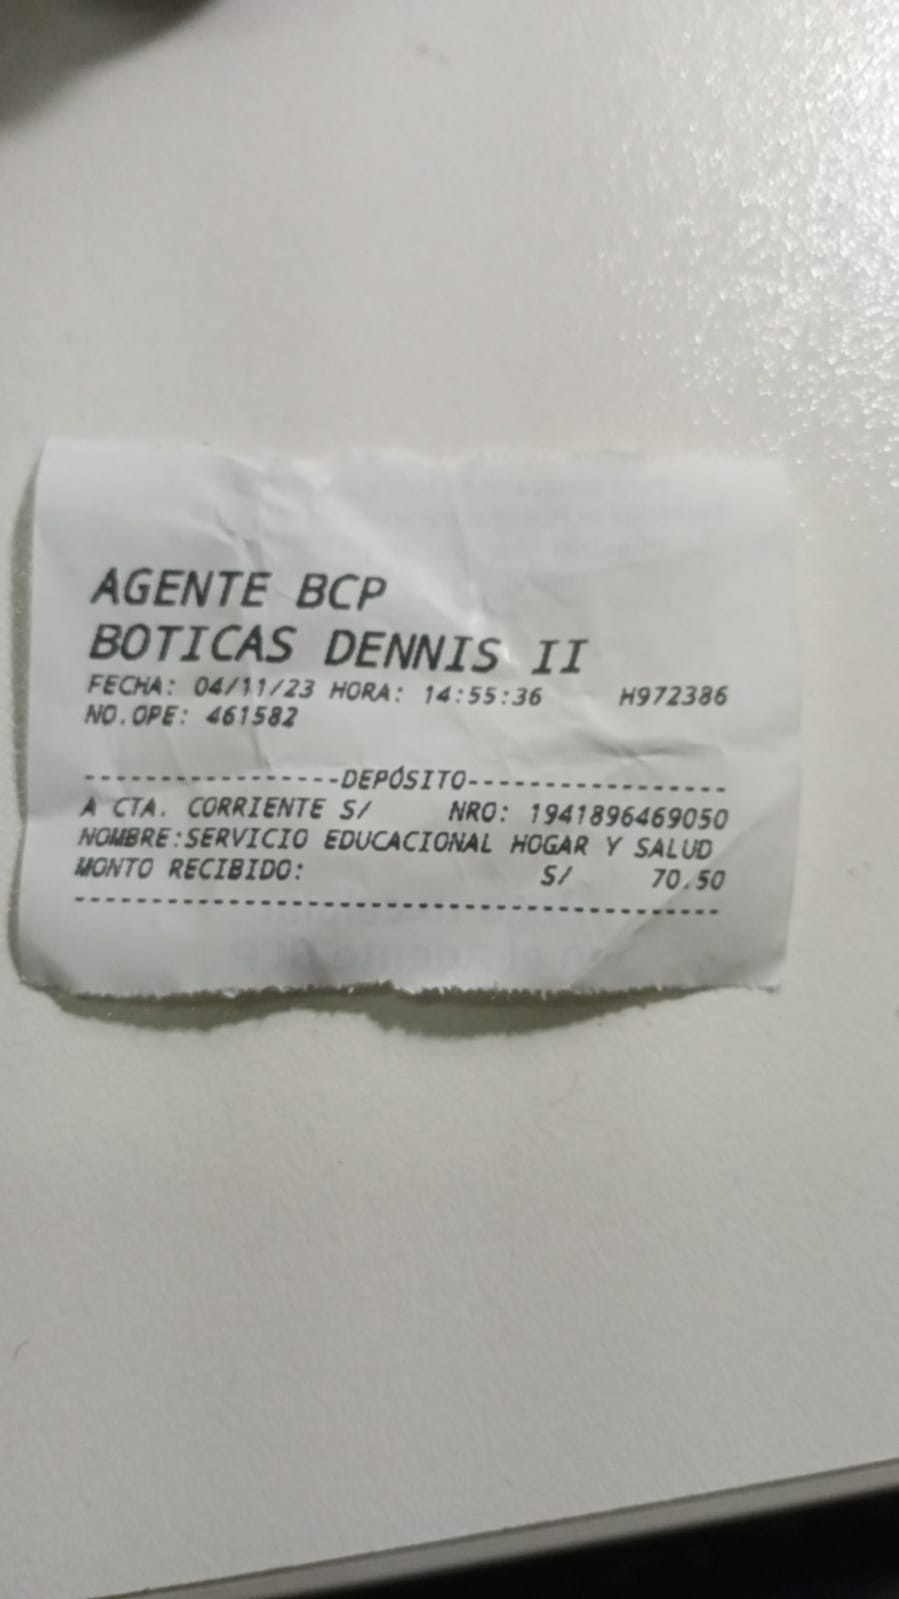 AGENTE BCP
BOTICAS DENNIS II
FECHA: 04/11/23 HORA: 14:55:36 H972386
NO.OPE: 461582
-----------------DEPÓSITO-----------------
A CTA. CORRIENTE S/ NRO: 1941896469050
NOMBRE:SERVICIO EDUCACIONAL HOGAR Y SALUD
MONTO RECIBIDO: S/ 70.50
------------------------------------------